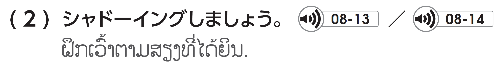 (2) シャドーイングしましょう。 08-13 ／ 08-14
ຝຶກເວົ້າຕາມສຽງທີ່ໄດ້ຍິນ.